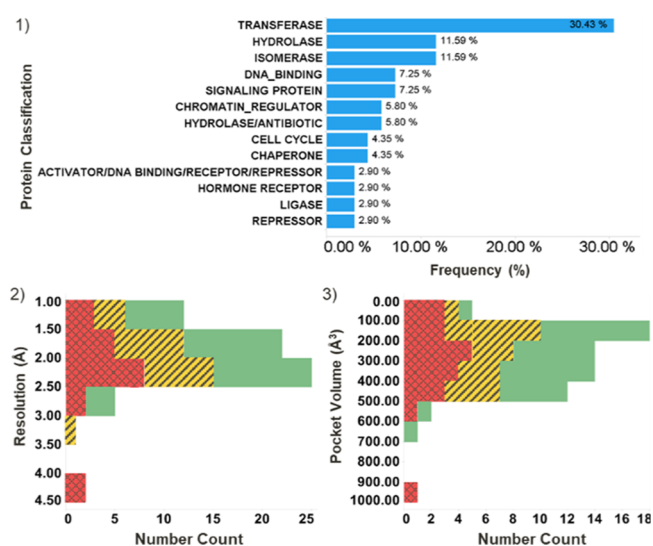 1)
Protein Classification
TRANSFERASE 30.43 %
HYDROLASE 11.59 %
ISOMERASE 11.59 %
DNA_BINDING 7.25 %
SIGNALING PROTEIN 7.25 %
CHROMATIN_REGULATOR 5.80 %
HYDROLASE/ANTIBIOTIC 5.80 %
CELL CYCLE 4.35 %
CHAPERONE 4.35 %
ACTIVATOR/DNA BINDING/RECEPTOR/REPRESSOR 2.90 %
HORMONE RECEPTOR 2.90 %
LIGASE 2.90 %
REPRESSOR 2.90 %
0.00 % 10.00 % 20.00 % 30.00 %
Frequency (%)
2)
Resolution (Å)
1.00
1.50
2.00
2.50
3.00
3.50
4.00
4.50
0 5 10 15 20 25
Number Count
3)
Pocket Volume (Å³)
0.00
100.00
200.00
300.00
400.00
500.00
600.00
700.00
800.00
900.00
1000.00
0 2 4 6 8 10 12 14 16 18
Number Count